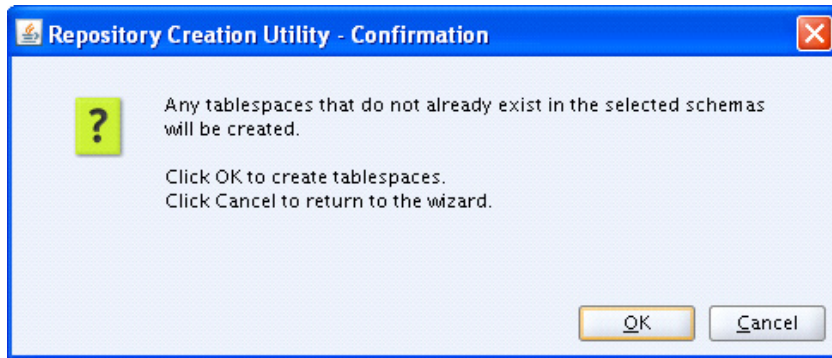 Repository Creation Utility - Confirmation
?
Any tablespaces that do not already exist in the selected schemas
will be created.
Click OK to create tablespaces.
Click Cancel to return to the wizard.
OK
Cancel